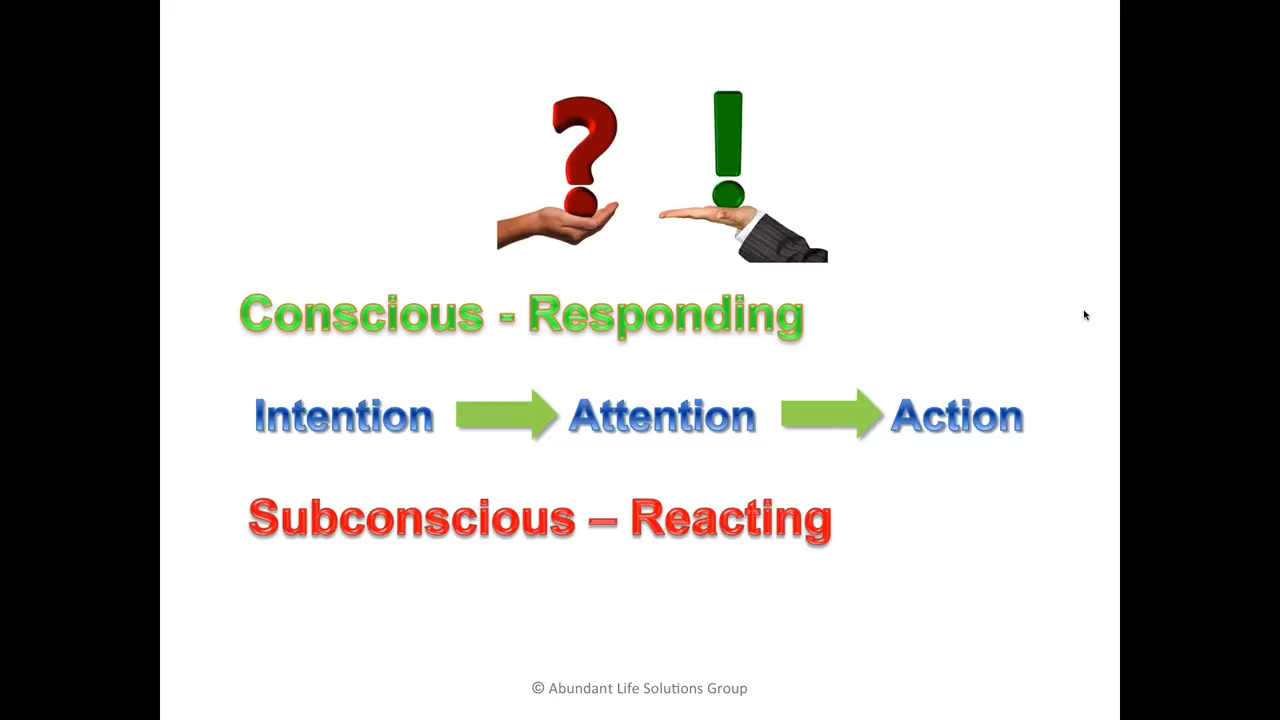 Conscious - Responding
Intention Attention Action
Subconscious – Reacting
© Abundant Life Solutions Group